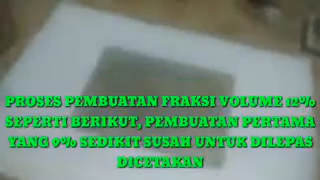 PROSES PEMBUATAN FRAKSI VOLUME 12%
SEPERTI BERIKUT, PEMBUATAN PERTAMA
YANG 9% SEDIKIT SUSAH UNTUK DILEPAS
DICETAKAN